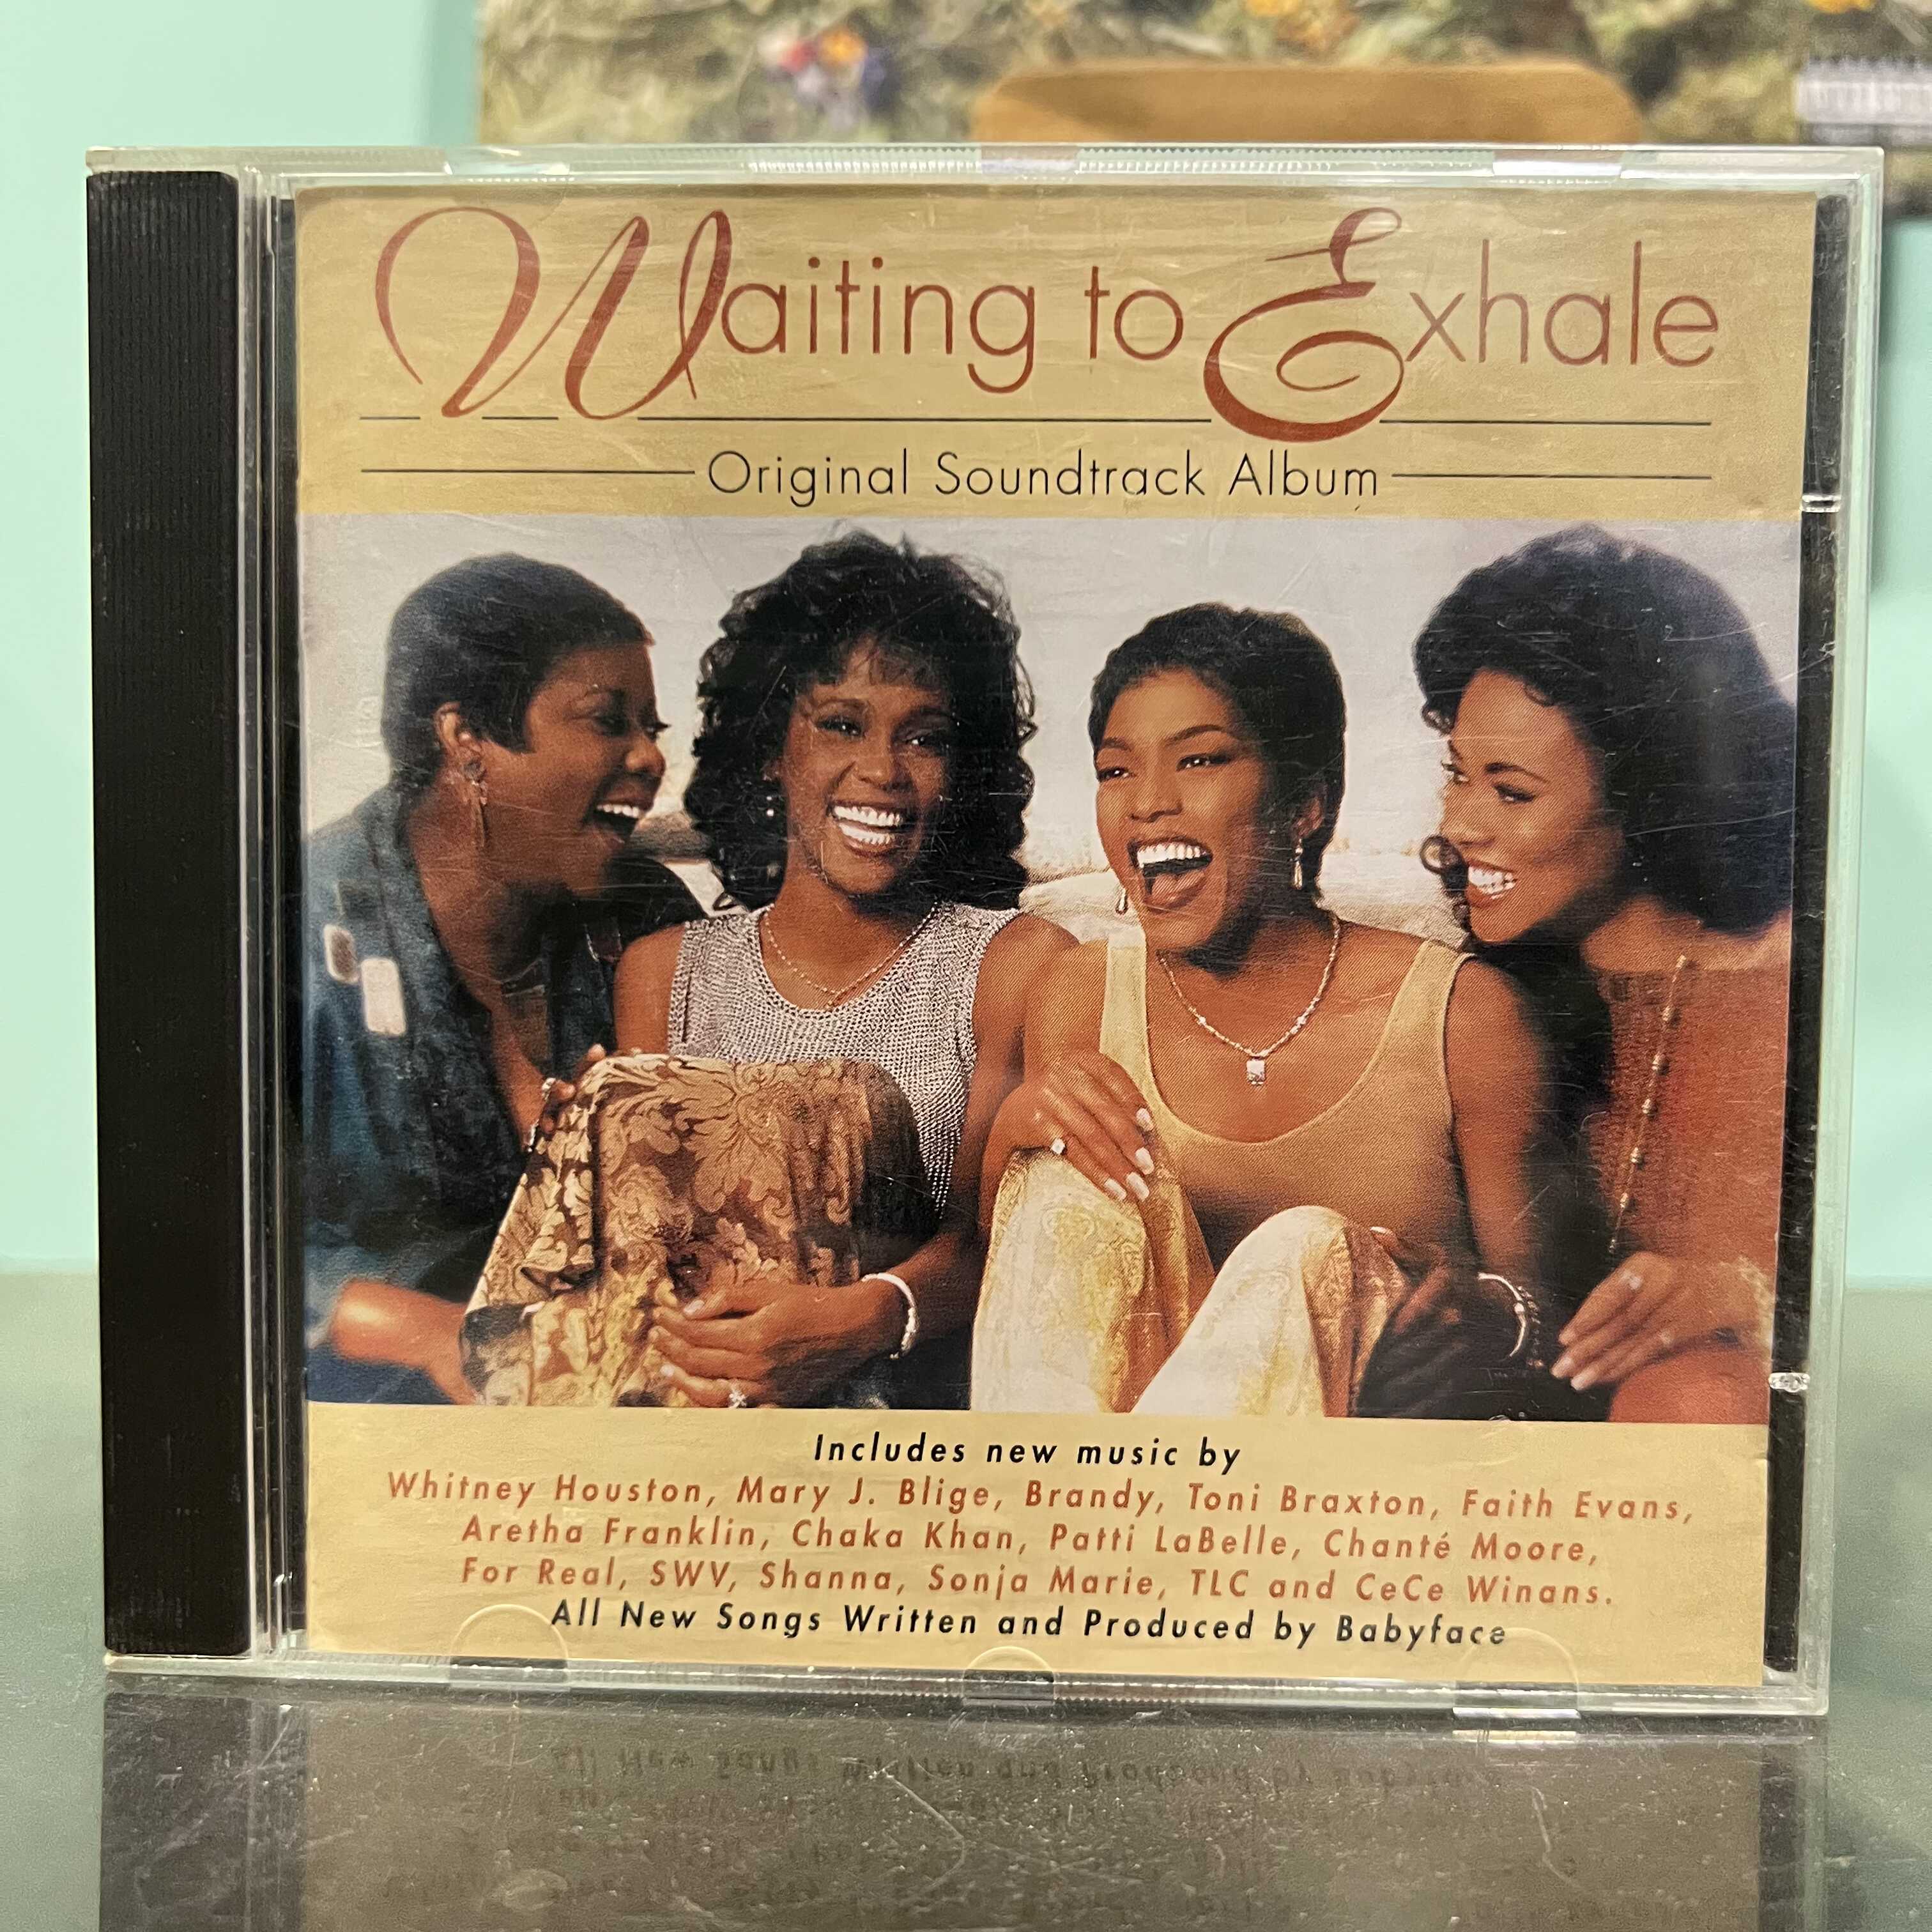 Waiting to Exhale
Original Soundtrack Album
Includes new music by
Whitney Houston, Mary J. Blige, Brandy, Toni Braxton, Faith Evans,
Aretha Franklin, Chaka Khan, Patti LaBelle, Chanté Moore,
For Real, SWV, Shanna, Sonja Marie, TLC and CeCe Winans.
All New Songs Written and Produced by Babyface